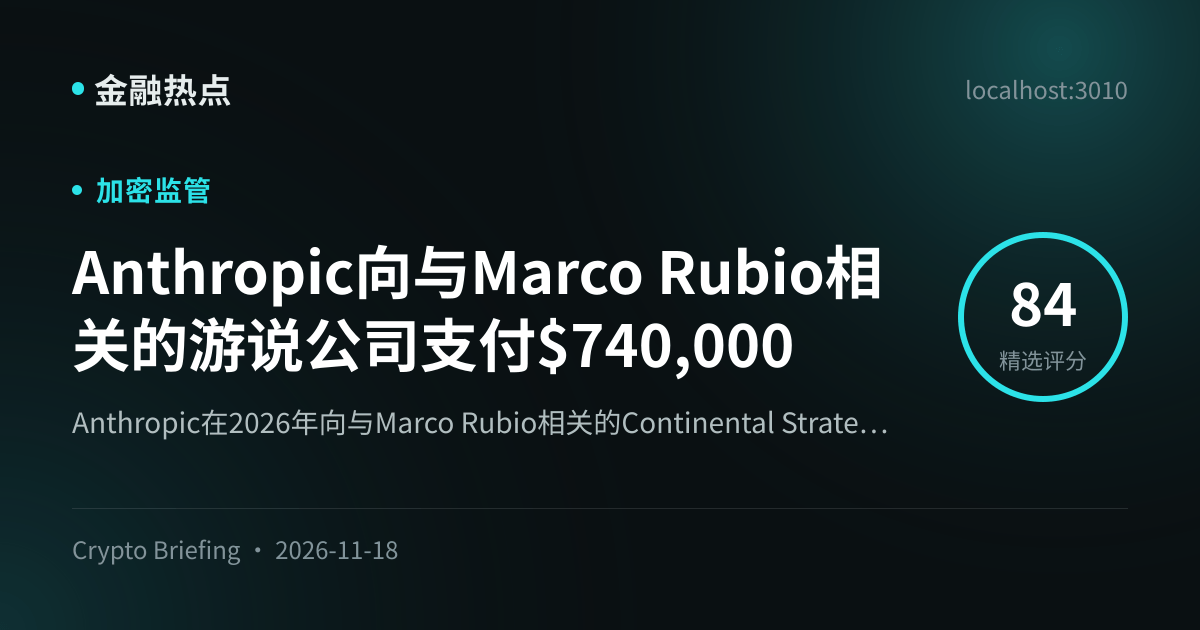 金融热点
localhost:3010
加密监管
Anthropic向与Marco Rubio相
关的游说公司支付$740,000
84
精选评分
Anthropic在2026年向与Marco Rubio相关的Continental Strate…
Crypto Briefing · 2026-11-18